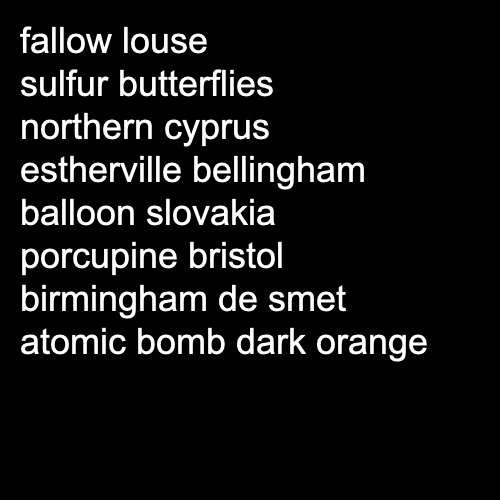 fallow louse
sulfur butterflies
northern cyprus
estherville bellingham
balloon slovakia
porcupine bristol
birmingham de smet
atomic bomb dark orange